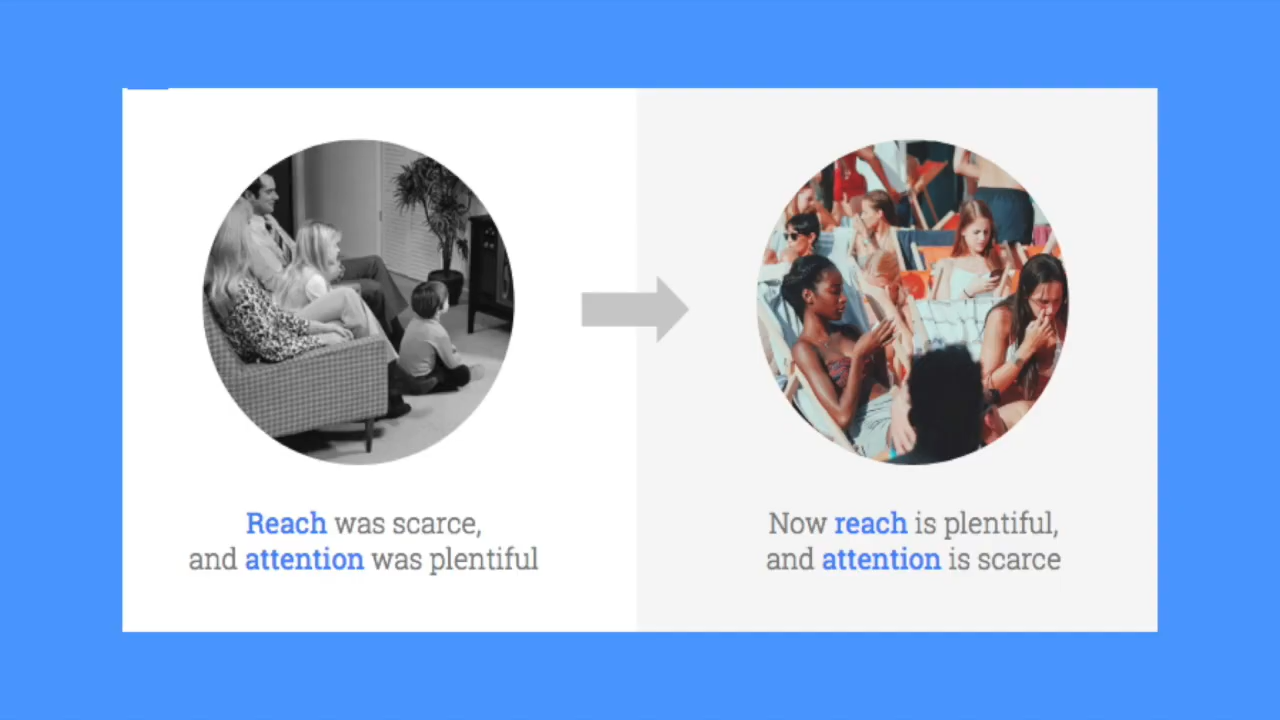 Reach was scarce,
and attention was plentiful
Now reach is plentiful,
and attention is scarce